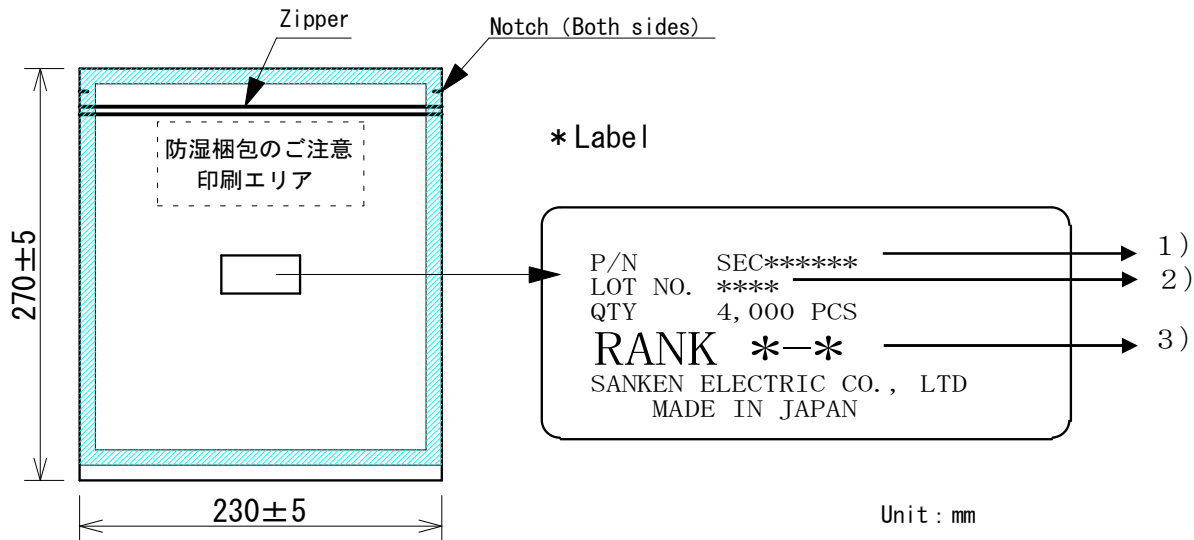 Zipper
Notch (Both sides)
防湿梱包のご注意
印刷エリア
270±5
230±5
*Label
P/N SEC******
LOT NO. ****
QTY 4,000 PCS
RANK *-*
SANKEN ELECTRIC CO., LTD
MADE IN JAPAN
1)
2)
3)
Unit:mm